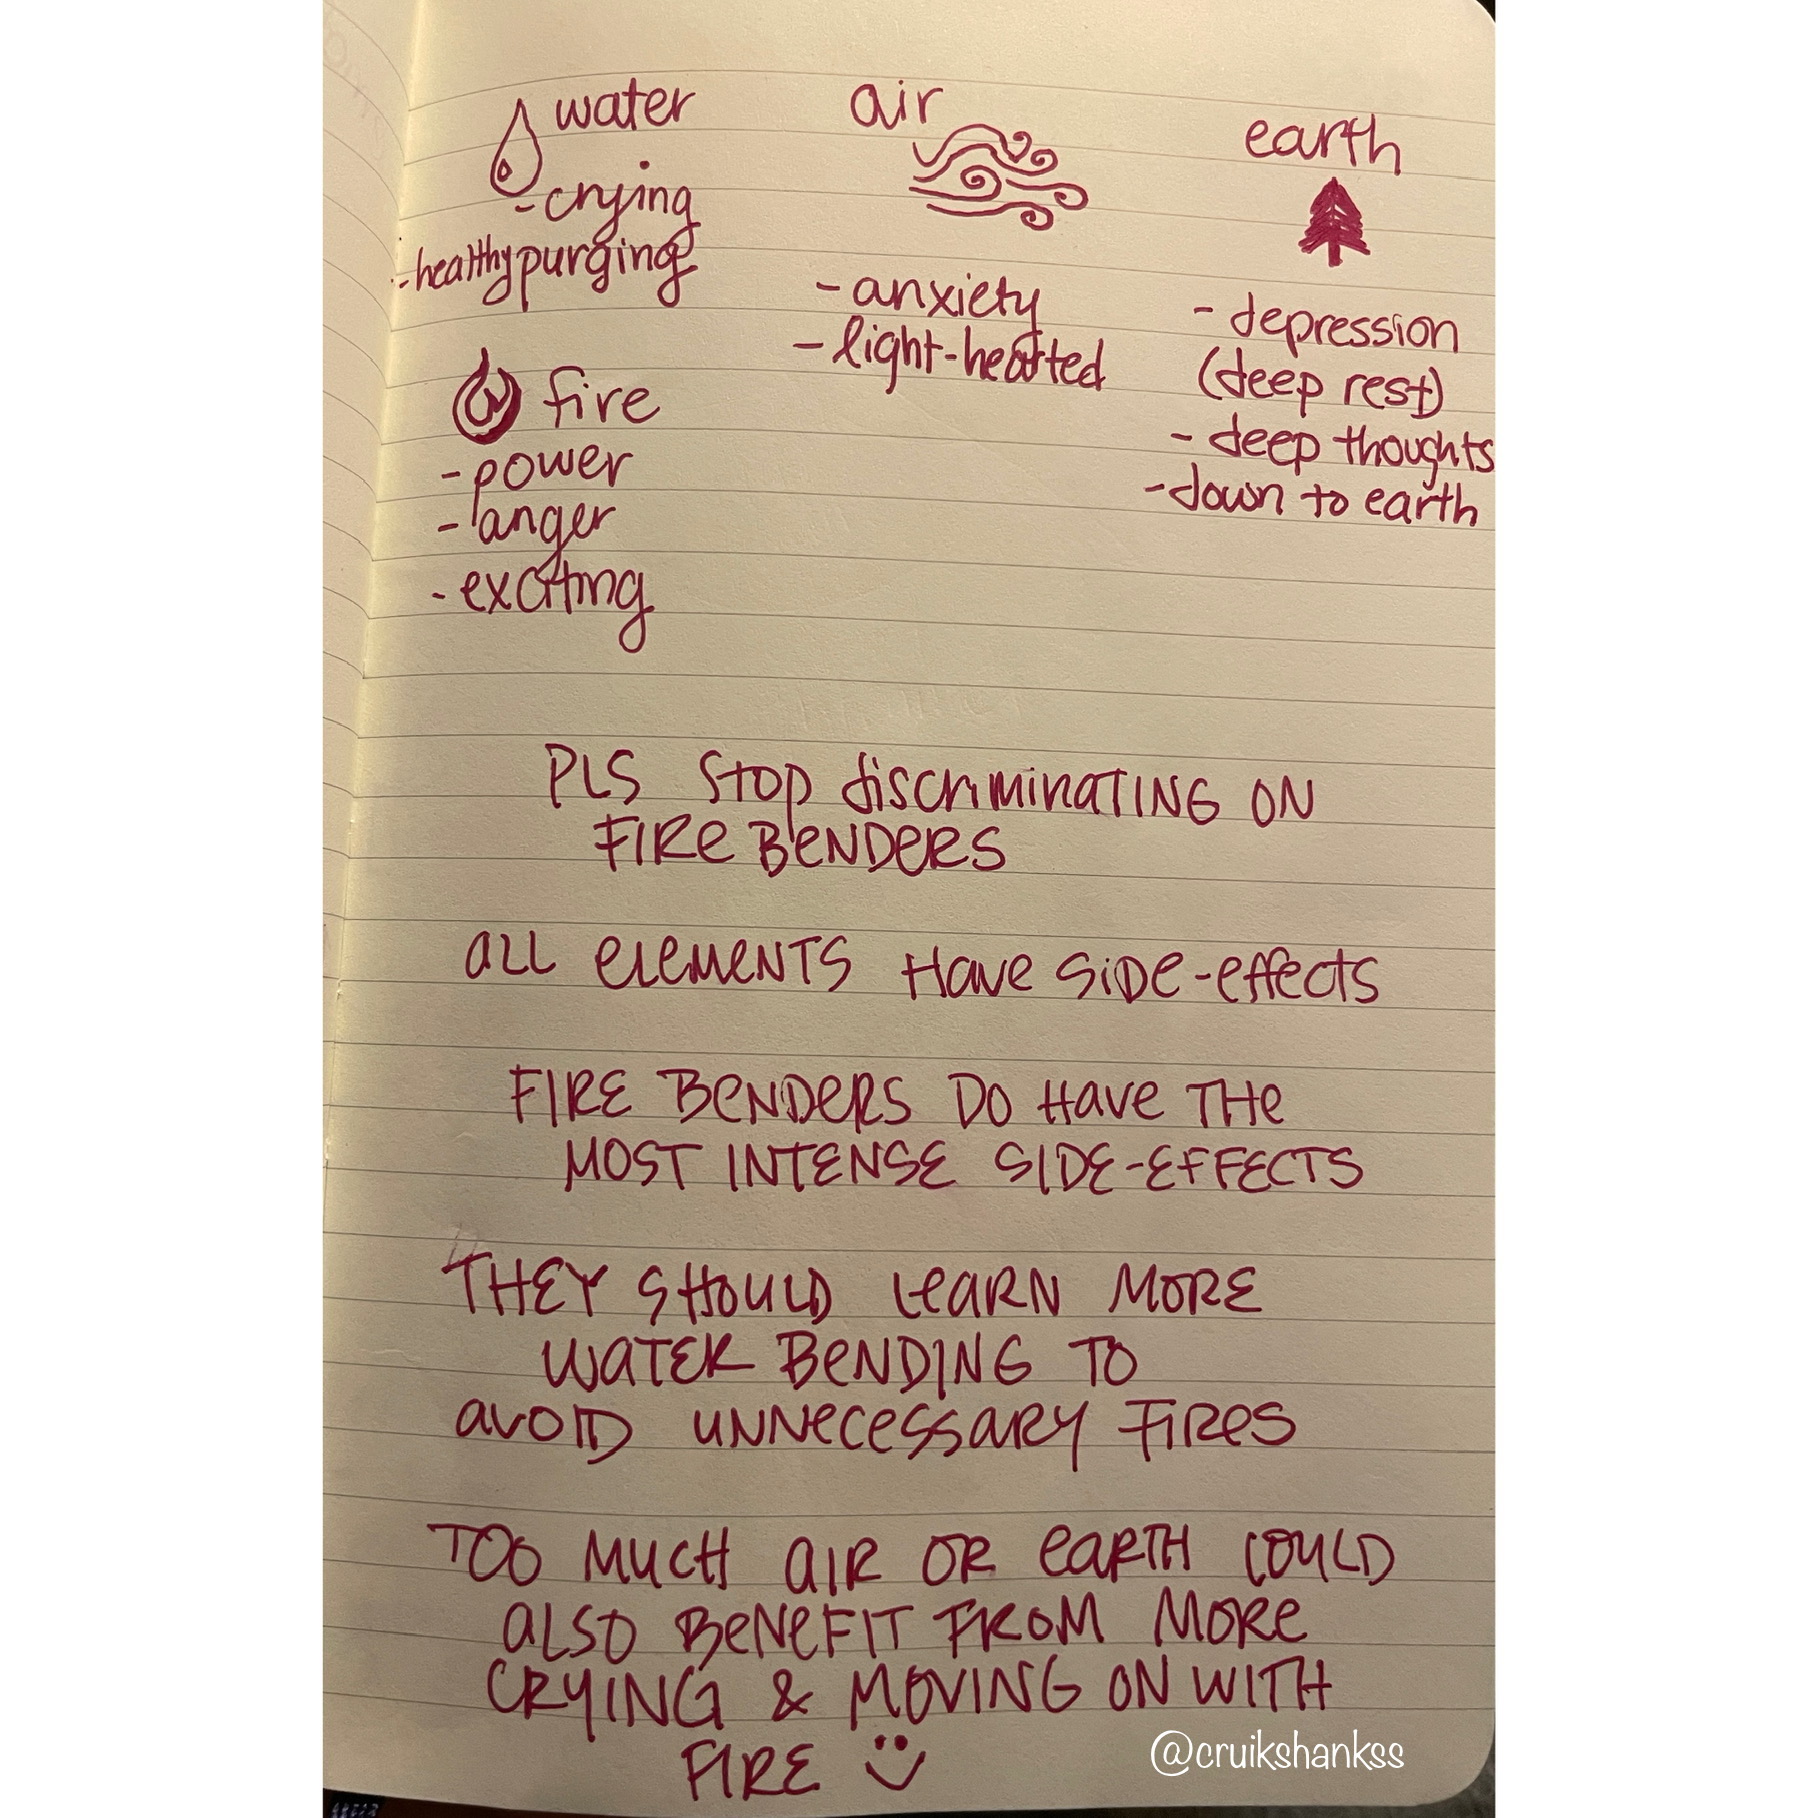 water
- crying
- healthy purging
air
- anxiety
- light-hearted
earth
- depression
(deep rest)
- deep thoughts
- down to earth
fire
- power
- anger
- exciting
PLS STOP discriminating ON
FIRE BENDERS
all elements Have side-effects
FIRE BENDERS DO Have THE
MOST INTENSE SIDE-EFFECTS
THEY SHOULD LEARN MORE
WATER BENDING TO
AVOID UNNECESSARY FIRES
TOO MUCH AIR OR EARTH COULD
ALSO BENEFIT FROM MORE
CRYING & MOVING ON WITH
FIRE
@cruikshankss